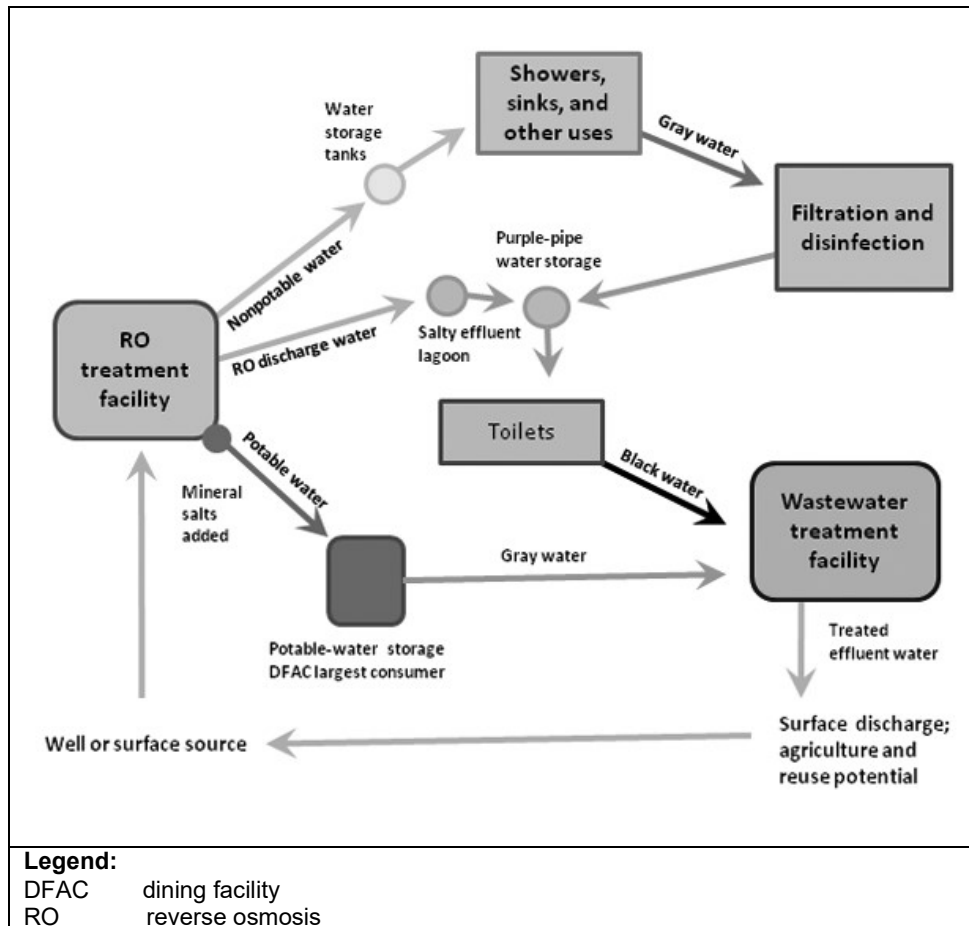 Showers,
sinks, and
other uses
Water
storage
tanks
Gray water
Filtration and
disinfection
Purple-pipe
water storage
Nonpotable water
RO discharge water
Salty effluent
lagoon
RO
treatment
facility
Toilets
Potable water
Black water
Mineral
salts
added
Wastewater
treatment
facility
Gray water
Potable-water storage
DFAC largest consumer
Treated
effluent water
Well or surface source
Surface discharge;
agriculture and
reuse potential
Legend:
DFAC dining facility
RO reverse osmosis